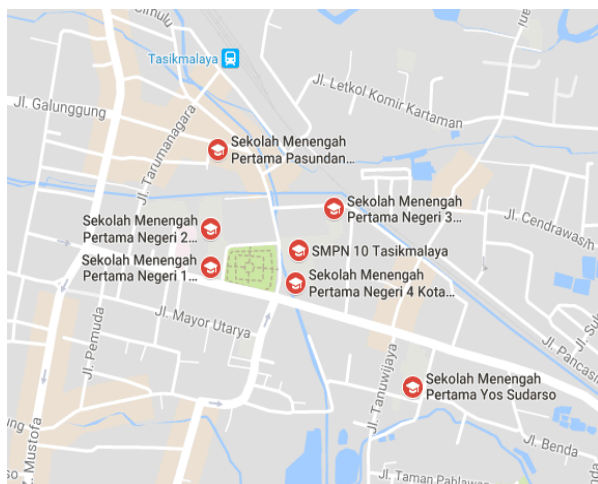 Tasikmalaya
Jl. Letkol Komir Kartaman
Jl. Galunggung
Jl. Tarumanagara
Sekolah Menengah
Pertama Pasundan...
Sekolah Menengah
Pertama Negeri 3...
Jl. Cendrawasih
Sekolah Menengah
Pertama Negeri 2...
SMPN 10 Tasikmalaya
Sekolah Menengah
Pertama Negeri 1...
Sekolah Menengah
Pertama Negeri 4 Kota...
Jl. Mayor Utarya
Jl. Pemuda
Jl. Tanuwijaya
Sekolah Menengah
Pertama Yos Sudarso
Jl. Benda
Mustofa
Jl. Taman Pahlawan